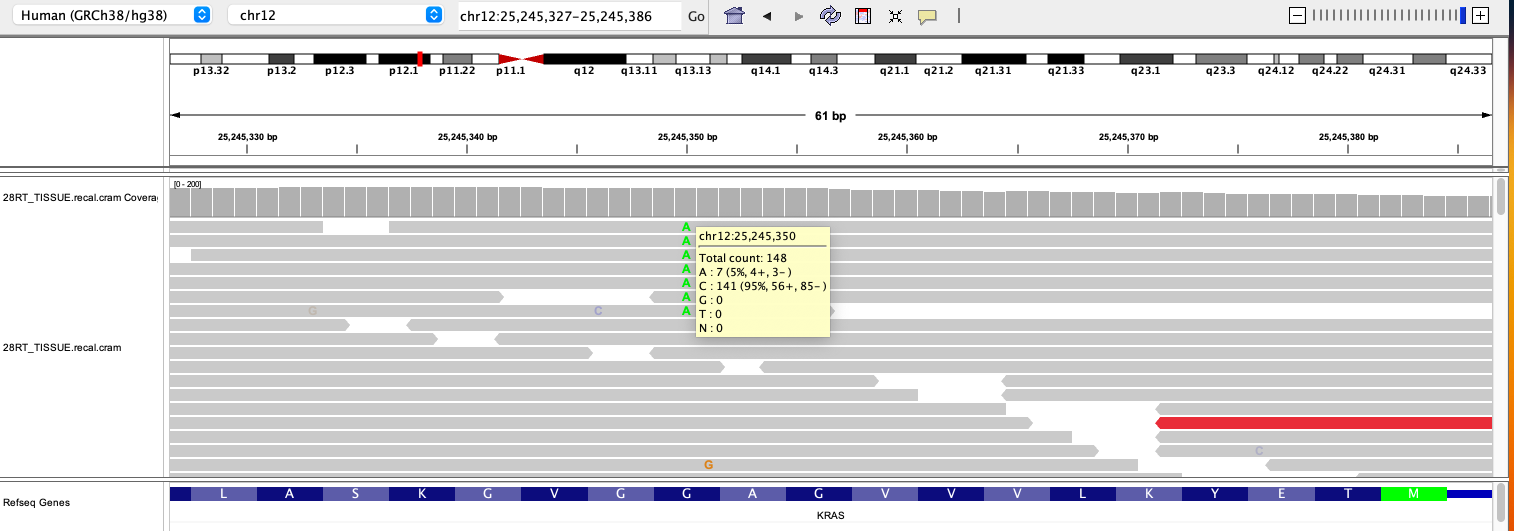 Human (GRCh38/hg38) chr12 chr12:25,245,327-25,245,386 Go
p13.32 p13.2 p12.3 p12.1 p11.22 p11.1 q12 q13.11 q13.13 q14.1 q14.3 q21.1 q21.2 q21.31 q21.33 q23.1 q23.3 q24.12 q24.22 q24.31 q24.33
61 bp
25,245,330 bp 25,245,340 bp 25,245,350 bp 25,245,360 bp 25,245,370 bp 25,245,380 bp
[0 - 200]
28RT_TISSUE.recal.cram Covera
A
A
A
A
A
A
G C A
chr12:25,245,350
Total count: 148
A : 7 (5%, 4+, 3- )
C : 141 (95%, 56+, 85- )
G : 0
T : 0
N : 0
28RT_TISSUE.recal.cram
C
G
Refseq Genes
L A S K G V G G A G V V V L K Y E T M
KRAS